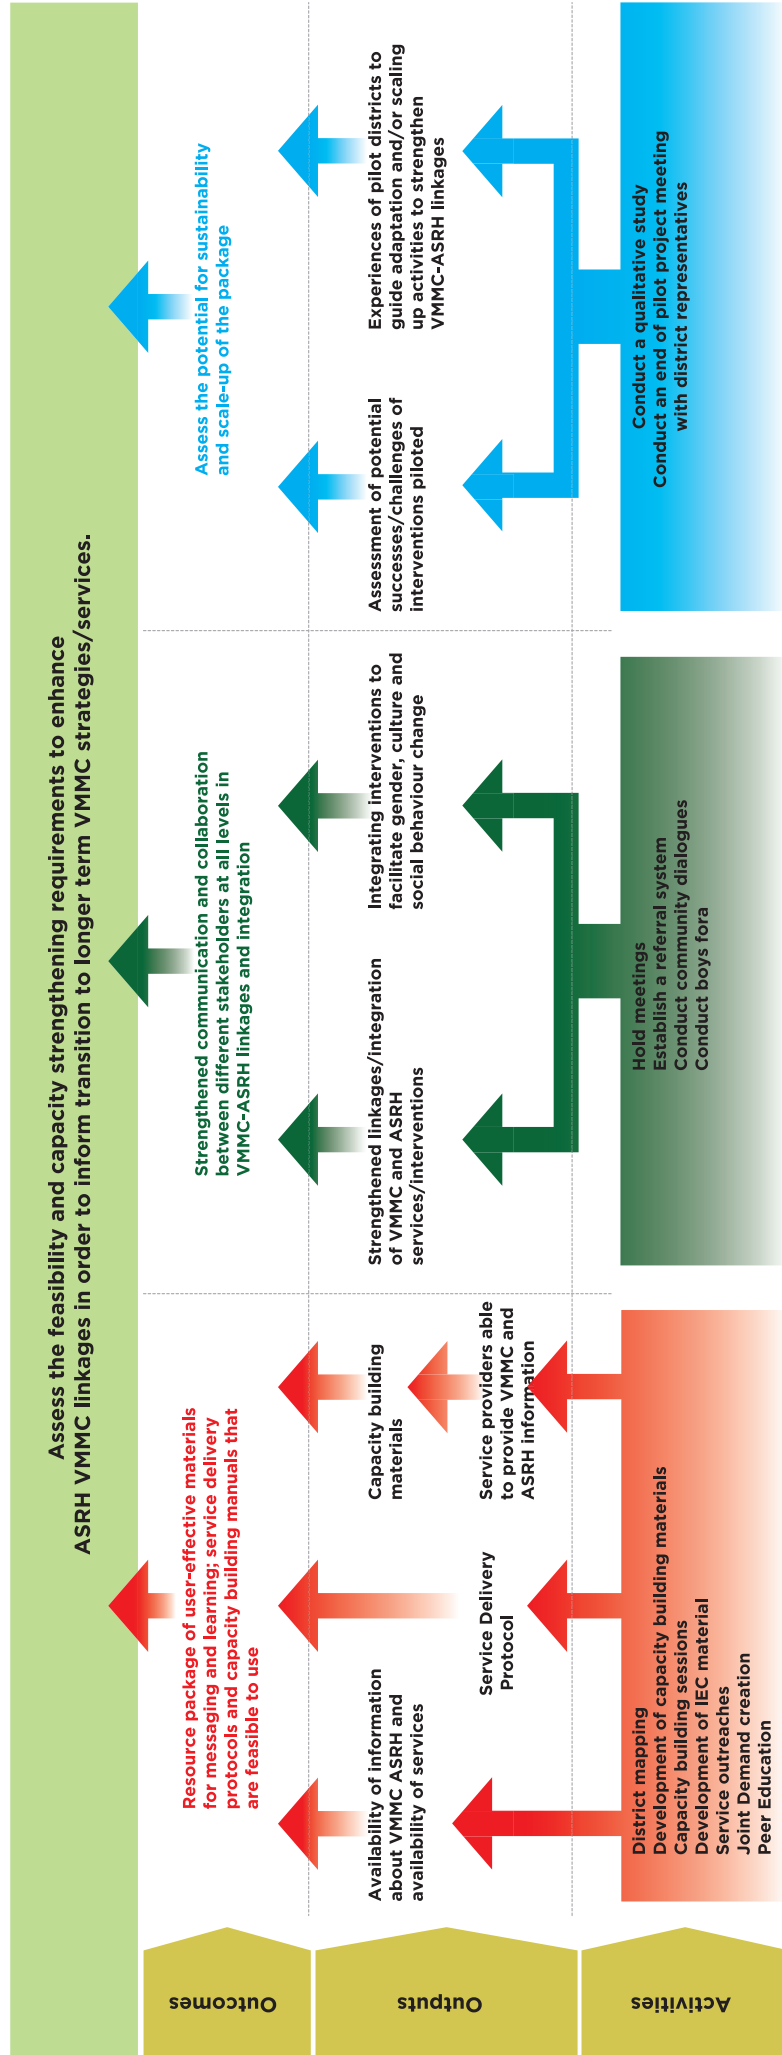 Assess the feasibility and capacity strengthening requirements to enhance
ASRH VMMC linkages in order to inform transition to longer term VMMC strategies/services.
Outcomes
Resource package of user-effective materials
for messaging and learning; service delivery
protocols and capacity building manuals that
are feasible to use
Strengthened communication and collaboration
between different stakeholders at all levels in
VMMC-ASRH linkages and integration
Assess the potential for sustainability
and scale-up of the package
Outputs
Availability of information
about VMMC ASRH and
availability of services
Service Delivery
Protocol
Capacity building
materials
Service providers able
to provide VMMC and
ASRH information
Strengthened linkages/integration
of VMMC and ASRH
services/interventions
Integrating interventions to
facilitate gender, culture and
social behaviour change
Assessment of potential
successes/challenges of
interventions piloted
Experiences of pilot districts to
guide adaptation and/or scaling
up activities to strengthen
VMMC-ASRH linkages
Activities
District mapping
Development of capacity building materials
Capacity building sessions
Development of IEC material
Service outreaches
Joint Demand creation
Peer Education
Hold meetings
Establish a referral system
Conduct community dialogues
Conduct boys fora
Conduct a qualitative study
Conduct an end of pilot project meeting
with district representatives